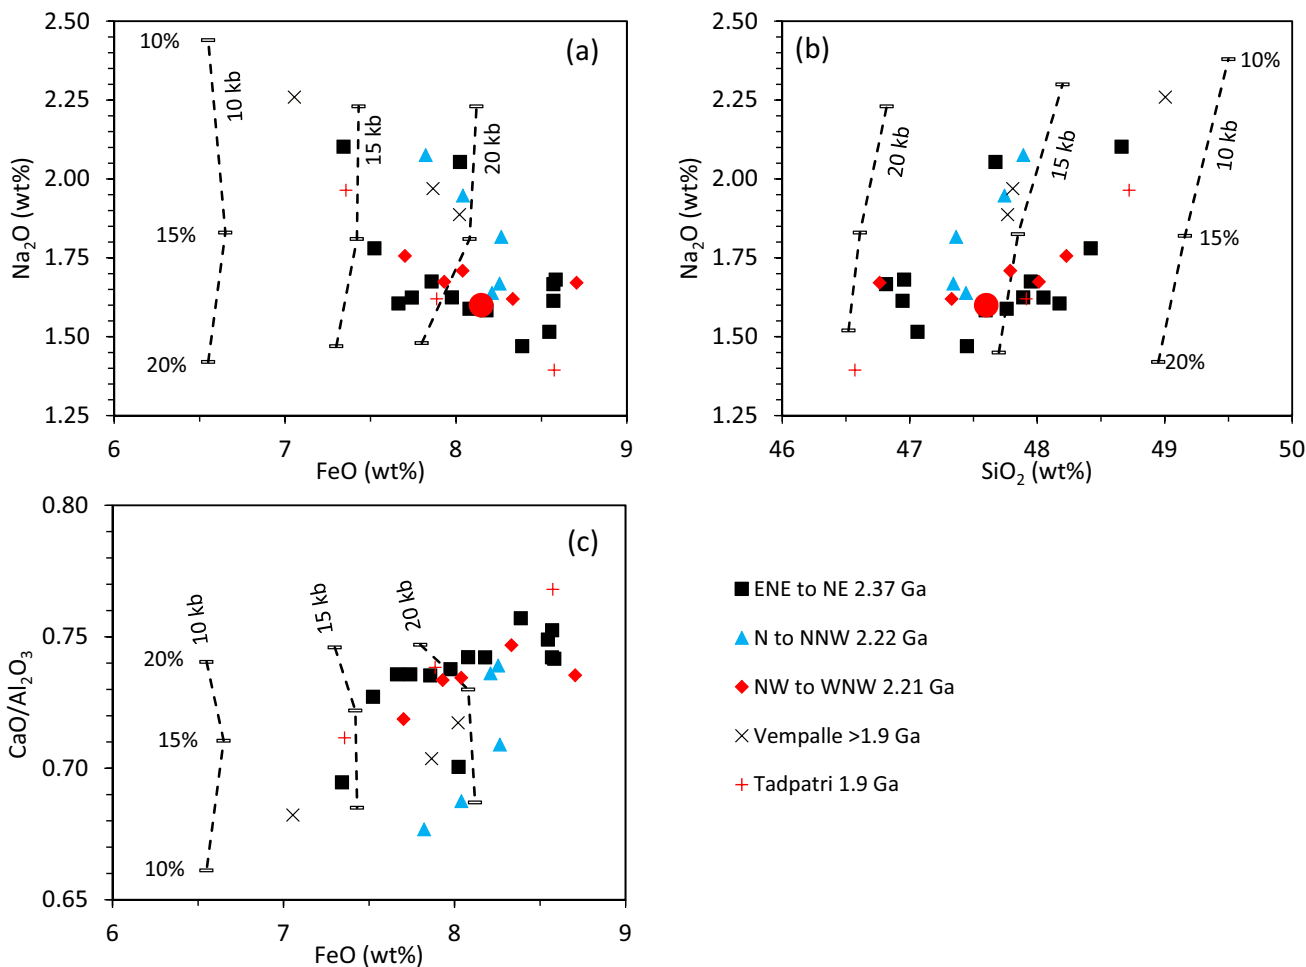 (a)
Na₂O (wt%)
2.50
2.25
2.00
1.75
1.50
1.25
10%
15%
20%
10 kb
15 kb
20 kb
6 7 8 9
FeO (wt%)
(b)
Na₂O (wt%)
2.50
2.25
2.00
1.75
1.50
1.25
20 kb
15 kb
10 kb
10%
15%
20%
46 47 48 49 50
SiO₂ (wt%)
(c)
CaO/Al₂O₃
0.80
0.75
0.70
0.65
20%
15%
10%
10 kb
15 kb
20 kb
6 7 8 9
FeO (wt%)
ENE to NE 2.37 Ga
N to NNW 2.22 Ga
NW to WNW 2.21 Ga
Vempalle >1.9 Ga
Tadpatri 1.9 Ga